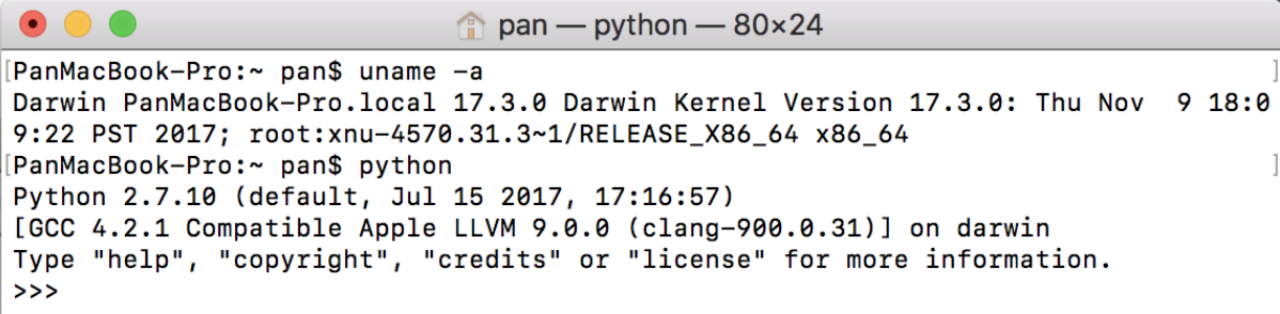 pan — python — 80×24
[PanMacBook-Pro:~ pan$ uname -a ]
Darwin PanMacBook-Pro.local 17.3.0 Darwin Kernel Version 17.3.0: Thu Nov  9 18:0
9:22 PST 2017; root:xnu-4570.31.3~1/RELEASE_X86_64 x86_64
[PanMacBook-Pro:~ pan$ python ]
Python 2.7.10 (default, Jul 15 2017, 17:16:57)
[GCC 4.2.1 Compatible Apple LLVM 9.0.0 (clang-900.0.31)] on darwin
Type "help", "copyright", "credits" or "license" for more information.
>>>